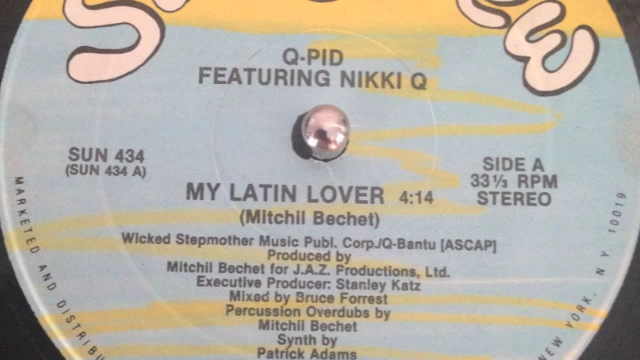 Q-PID
FEATURING NIKKI Q
SUN 434
(SUN 434 A)
SIDE A
33⅓ RPM
STEREO
MY LATIN LOVER 4:14
(Mitchil Bechet)
Wicked Stepmother Music Publ. Corp./Q-Bantu [ASCAP]
Produced by
Mitchil Bechet for J.A.Z. Productions, Ltd.
Executive Producer: Stanley Katz
Mixed by Bruce Forrest
Percussion Overdubs by
Mitchil Bechet
Synth by
Patrick Adams
MARKETED AND
NEW YORK, N.Y. 10019